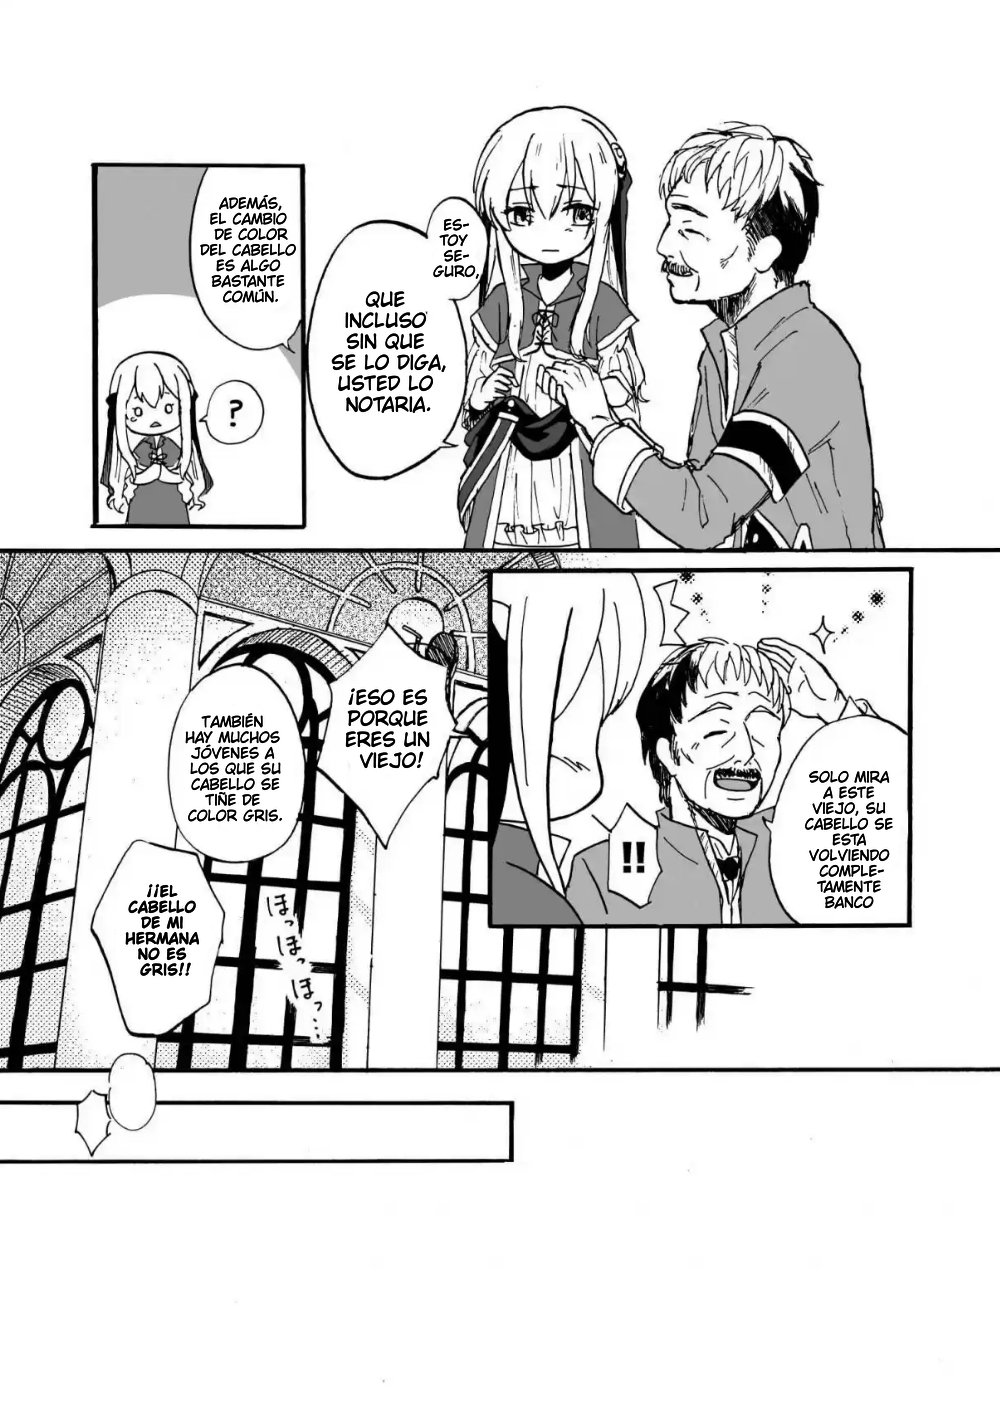 ES-
TOY
SE-
GURO,
QUE
INCLUSO
SIN QUE
SE LO DIGA,
USTED LO
NOTARIA.
ADEMÁS,
EL CAMBIO
DE COLOR
DEL CABELLO
ES ALGO
BASTANTE
COMÚN.
?
SOLO MIRA
A ESTE
VIEJO, SU
CABELLO SE
ESTA
VOLVIENDO
COMPLE-
TAMENTE
BANCO
!!
¡ESO ES
PORQUE
ERES UN
VIEJO!
TAMBIÉN
HAY MUCHOS
JÓVENES A
LOS QUE SU
CABELLO SE
TIÑE DE
COLOR GRIS.
¡¡EL
CABELLO
DE MI
HERMANA
NO ES
GRIS!!
ほっほっほっ…